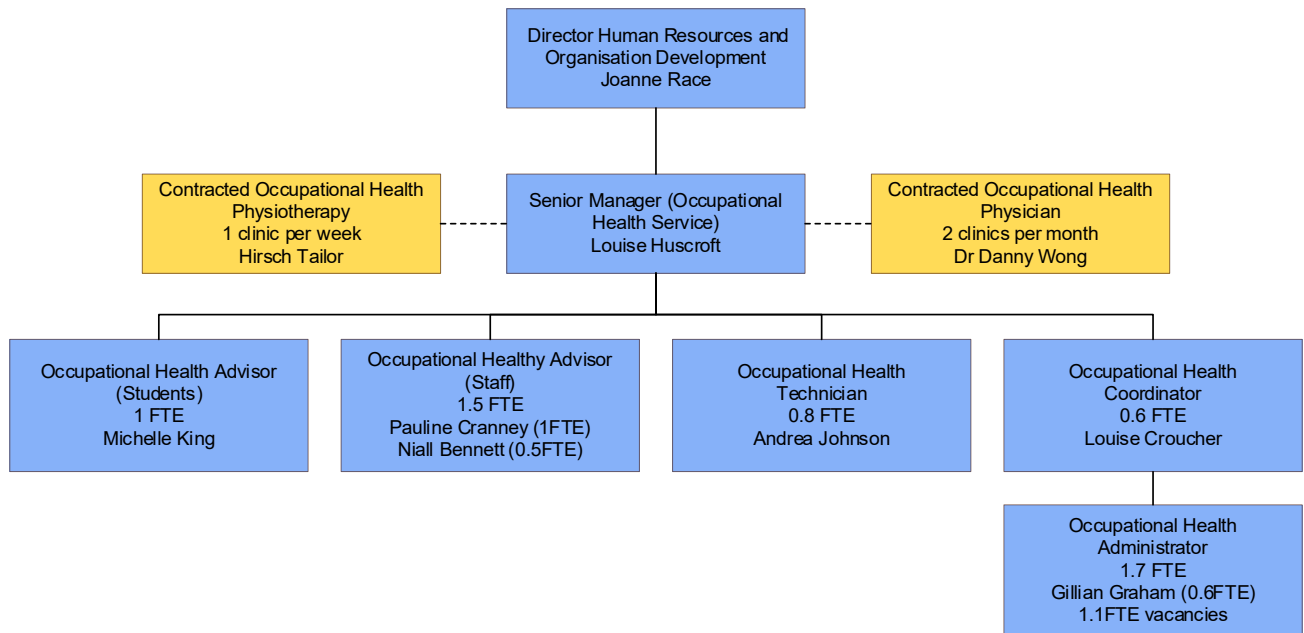 Director Human Resources and
Organisation Development
Joanne Race
Contracted Occupational Health
Physiotherapy
1 clinic per week
Hirsch Tailor
Senior Manager (Occupational
Health Service)
Louise Huscroft
Contracted Occupational Health
Physician
2 clinics per month
Dr Danny Wong
Occupational Health Advisor
(Students)
1 FTE
Michelle King
Occupational Healthy Advisor
(Staff)
1.5 FTE
Pauline Cranney (1FTE)
Niall Bennett (0.5FTE)
Occupational Health
Technician
0.8 FTE
Andrea Johnson
Occupational Health
Coordinator
0.6 FTE
Louise Croucher
Occupational Health
Administrator
1.7 FTE
Gillian Graham (0.6FTE)
1.1FTE vacancies